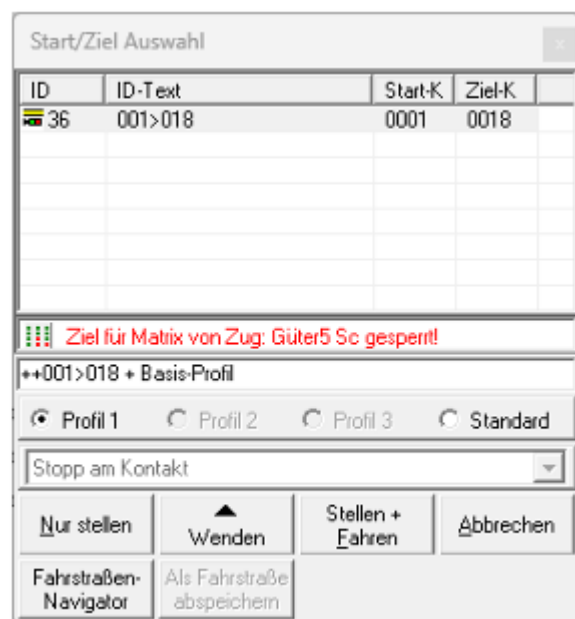 Start/Ziel Auswahl x
ID ID-Text Start-K Ziel-K
36 001>018 0001 0018
Ziel für Matrix von Zug: Güter5 Sc gesperrt!
++001>018 + Basis-Profil
Profil 1 Profil 2 Profil 3 Standard
Stopp am Kontakt
Nur stellen Wenden Stellen + Fahren Abbrechen
Fahrstraßen-Navigator Als Fahrstraße abspeichern